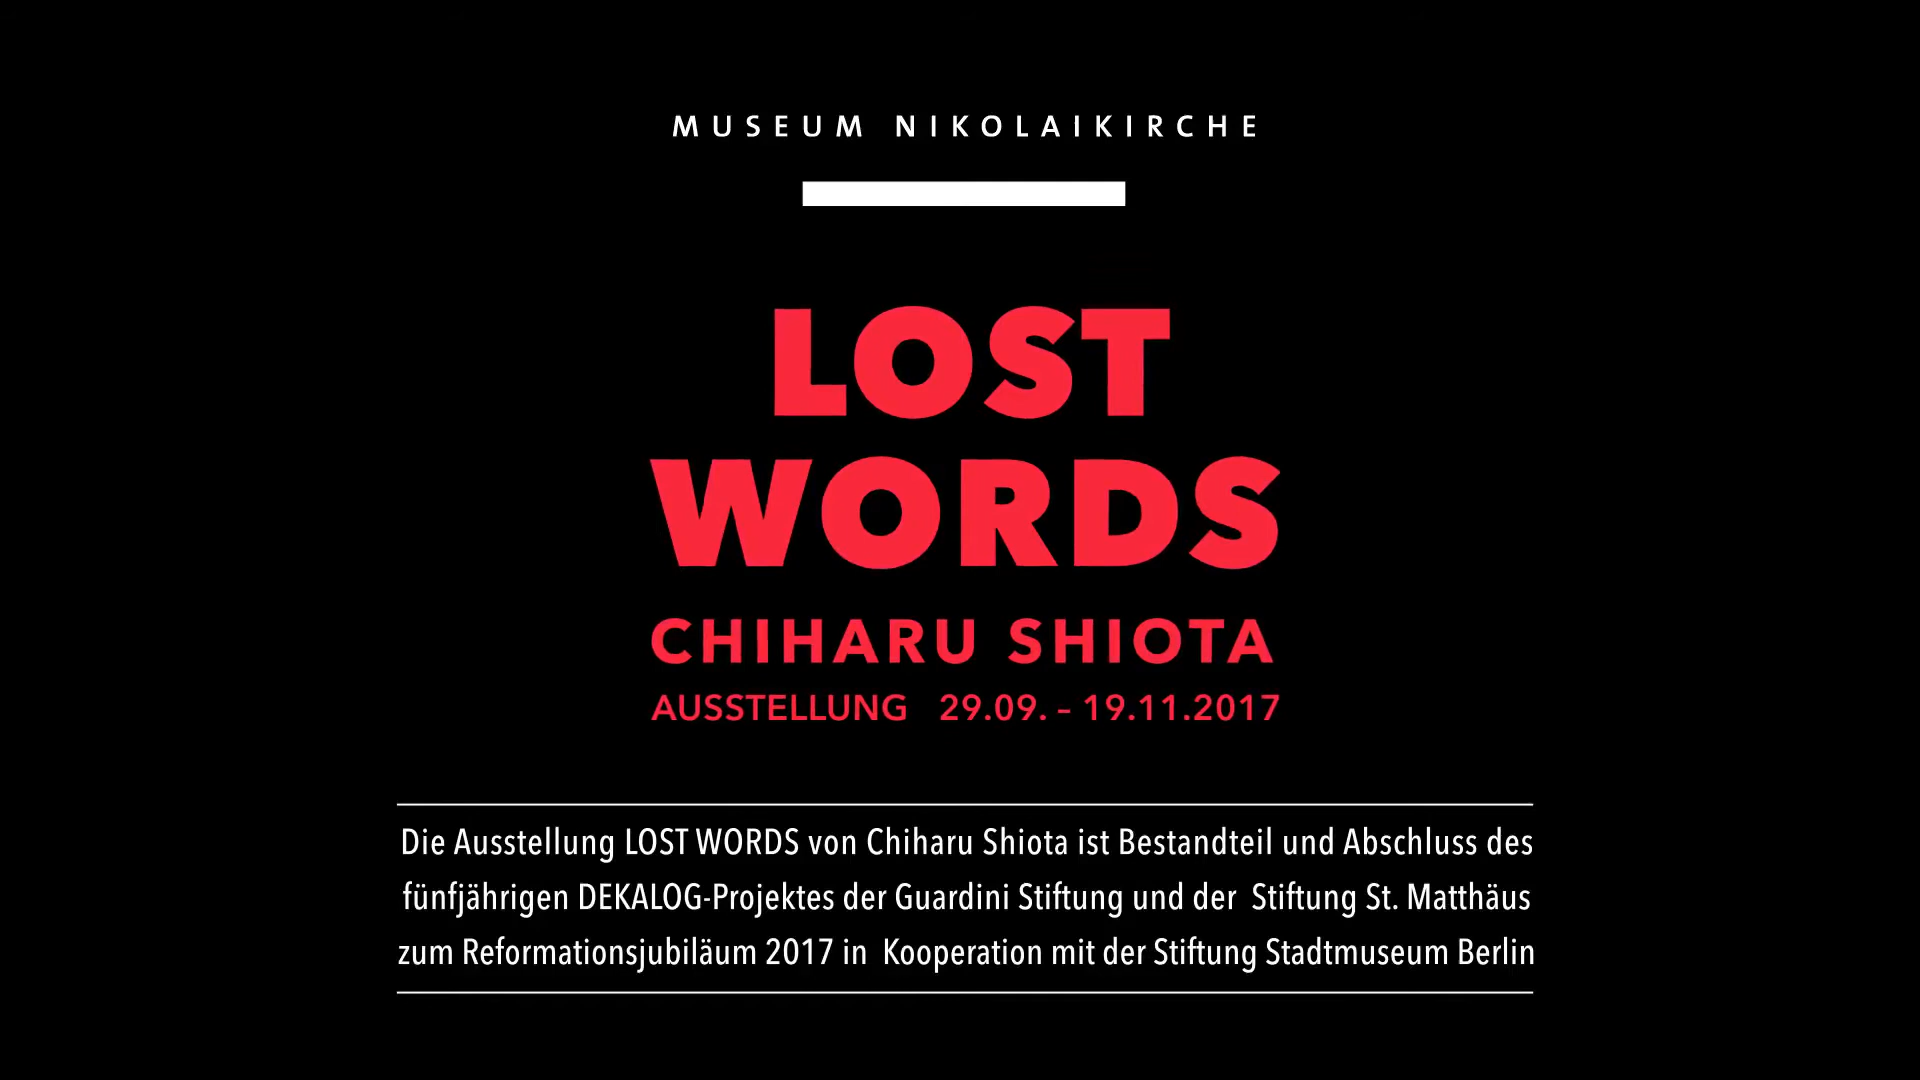 MUSEUM NIKOLAIKIRCHE
LOST
WORDS
CHIHARU SHIOTA
AUSSTELLUNG 29.09. – 19.11.2017
Die Ausstellung LOST WORDS von Chiharu Shiota ist Bestandteil und Abschluss des
fünfjährigen DEKALOG-Projektes der Guardini Stiftung und der Stiftung St. Matthäus
zum Reformationsjubiläum 2017 in Kooperation mit der Stiftung Stadtmuseum Berlin